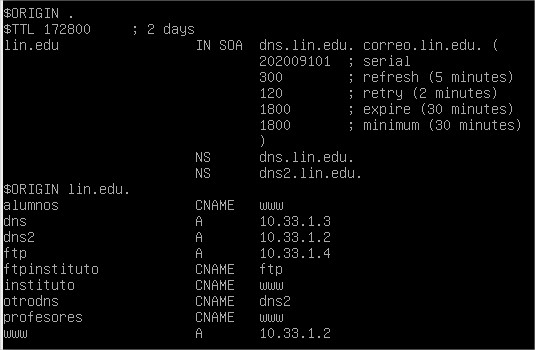 $ORIGIN .
$TTL 172800 ; 2 days
lin.edu IN SOA dns.lin.edu. correo.lin.edu. (
202009101 ; serial
300 ; refresh (5 minutes)
120 ; retry (2 minutes)
1800 ; expire (30 minutes)
1800 ; minimum (30 minutes)
)
NS dns.lin.edu.
NS dns2.lin.edu.
$ORIGIN lin.edu.
alumnos CNAME www
dns A 10.33.1.3
dns2 A 10.33.1.2
ftp A 10.33.1.4
ftpinstituto CNAME ftp
instituto CNAME www
otrodns CNAME dns2
profesores CNAME www
www A 10.33.1.2